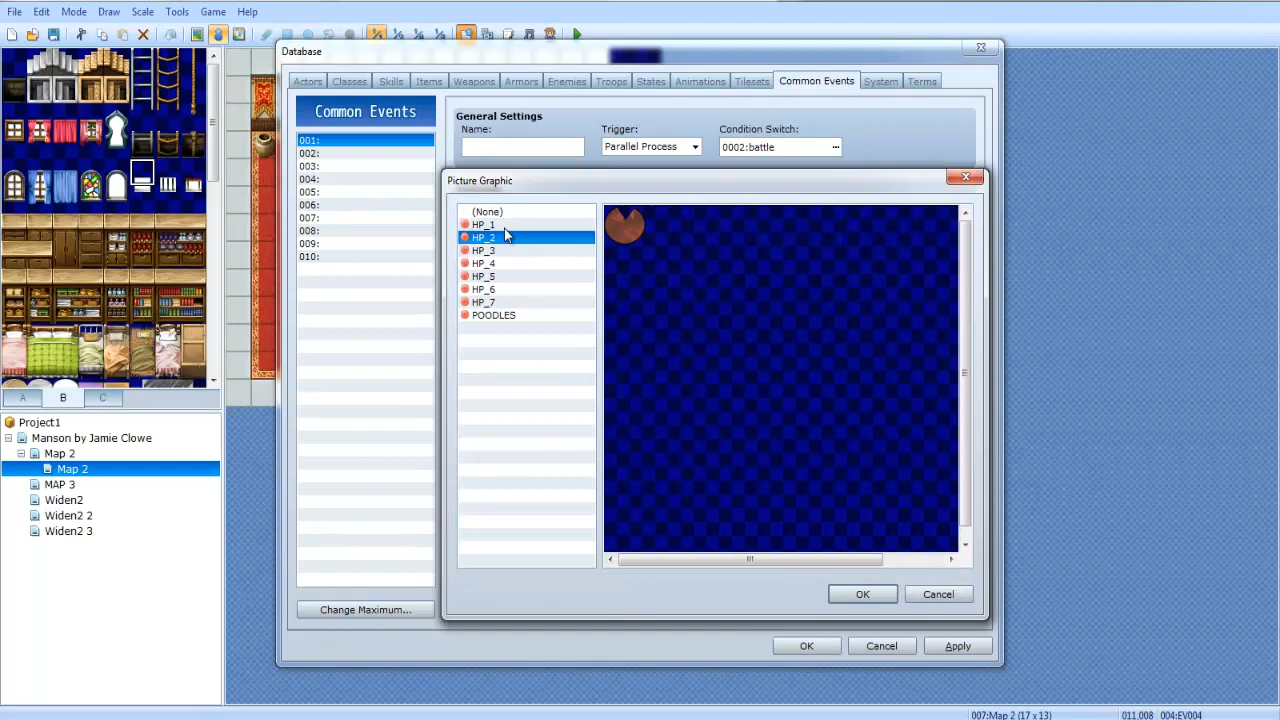 File Edit Mode Draw Scale Tools Game Help
Database
Actors Classes Skills Items Weapons Armors Enemies Troops States Animations Tilesets Common Events System Terms
Common Events
001:
002:
003:
004:
005:
006:
007:
008:
009:
010:
Change Maximum...
General Settings
Name: Trigger: Condition Switch:
Parallel Process 0002:battle ...
Picture Graphic
(None)
HP_1
HP_2
HP_3
HP_4
HP_5
HP_6
HP_7
POODLES
OK Cancel
OK Cancel Apply
A B C
Project1
Manson by Jamie Clowe
Map 2
Map 2
MAP 3
Widen2
Widen2 2
Widen2 3
007:Map 2 (17 x 13) 011,008 004:EV004